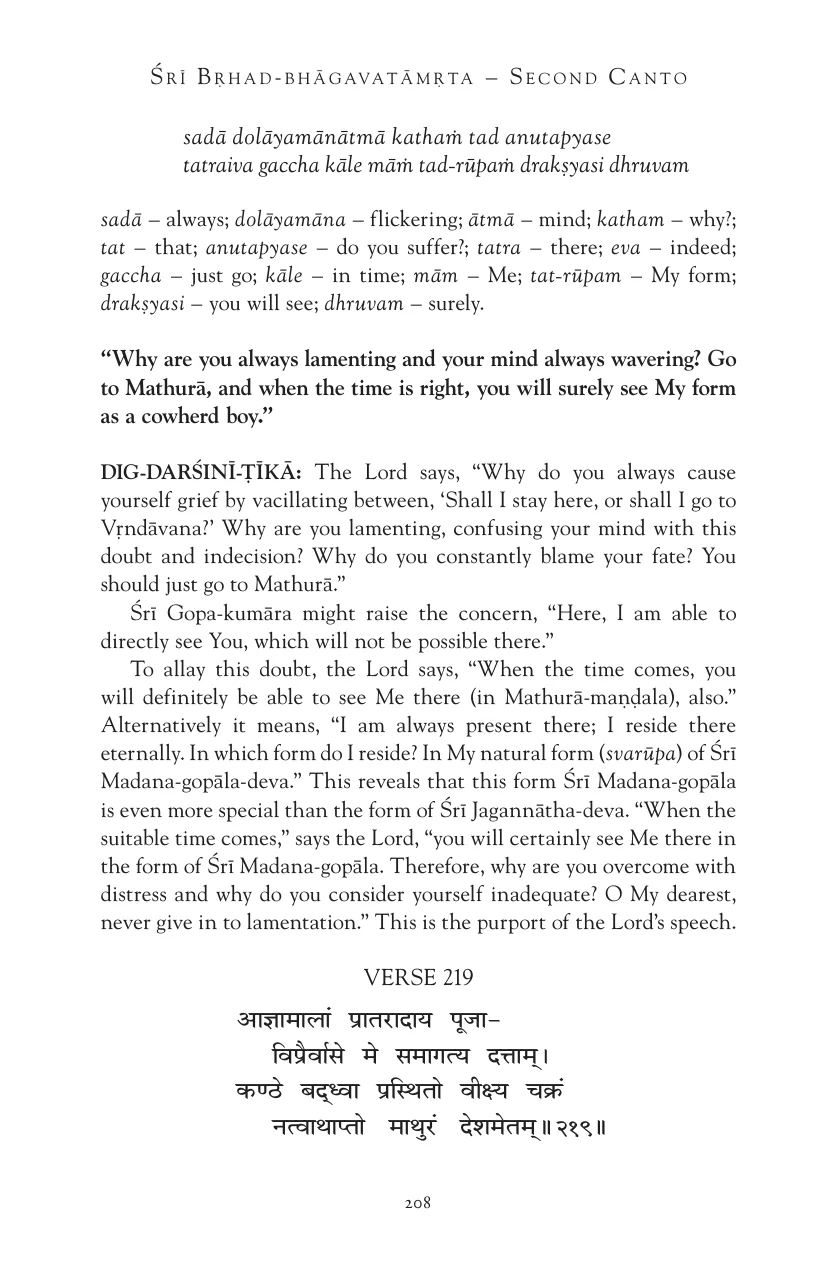 ŚRĪ BṚHAD-BHĀGAVATĀMṚTA – SECOND CANTO
sadā dolāyamānātmā kathaṁ tad anutapyase
tatraiva gaccha kāle māṁ tad-rūpaṁ drakṣyasi dhruvam
sadā – always; dolāyamāna – flickering; ātmā – mind; katham – why?;
tat – that; anutapyase – do you suffer?; tatra – there; eva – indeed;
gaccha – just go; kāle – in time; mām – Me; tat-rūpam – My form;
drakṣyasi – you will see; dhruvam – surely.
“Why are you always lamenting and your mind always wavering? Go
to Mathurā, and when the time is right, you will surely see My form
as a cowherd boy.”
DIG-DARŚINĪ-ṬĪKĀ: The Lord says, “Why do you always cause
yourself grief by vacillating between, ‘Shall I stay here, or shall I go to
Vṛndāvana?’ Why are you lamenting, confusing your mind with this
doubt and indecision? Why do you constantly blame your fate? You
should just go to Mathurā.”
Śrī Gopa-kumāra might raise the concern, “Here, I am able to
directly see You, which will not be possible there.”
To allay this doubt, the Lord says, “When the time comes, you
will definitely be able to see Me there (in Mathurā-maṇḍala), also.”
Alternatively it means, “I am always present there; I reside there
eternally. In which form do I reside? In My natural form (svarūpa) of Śrī
Madana-gopāla-deva.” This reveals that this form Śrī Madana-gopāla
is even more special than the form of Śrī Jagannātha-deva. “When the
suitable time comes,” says the Lord, “you will certainly see Me there in
the form of Śrī Madana-gopāla. Therefore, why are you overcome with
distress and why do you consider yourself inadequate? O My dearest,
never give in to lamentation.” This is the purport of the Lord’s speech.
VERSE 219
आज्ञामालां प्रातरादाय पूजा–
विप्रैर्वासे मे समागत्य दत्ताम्।
कण्ठे बद्ध्वा प्रस्थितो वीक्ष्य चक्रं
नत्वाथाप्तो माथुरं देशमेतम्॥२१९॥
208